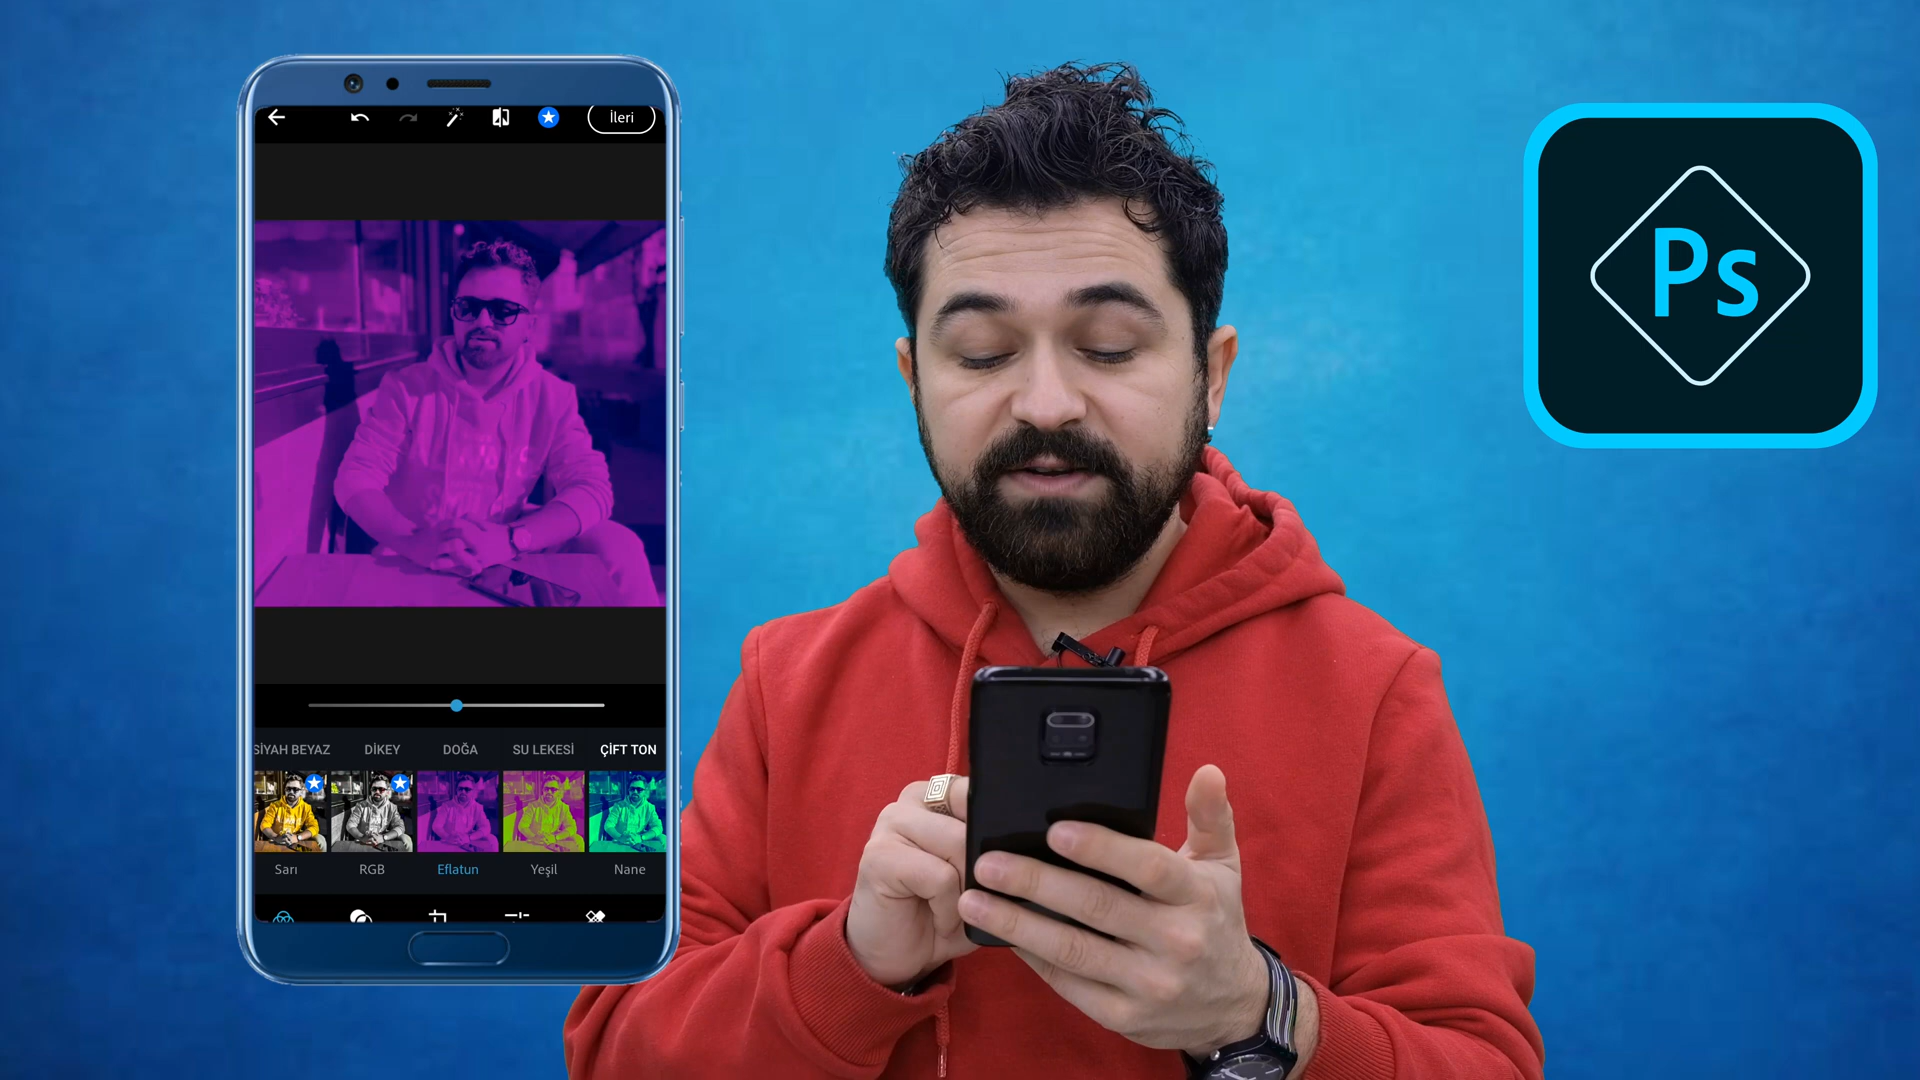 İleri
SİYAH BEYAZ DİKEY DOĞA SU LEKESİ ÇİFT TON
Sarı RGB Eflatun Yeşil Nane
Ps